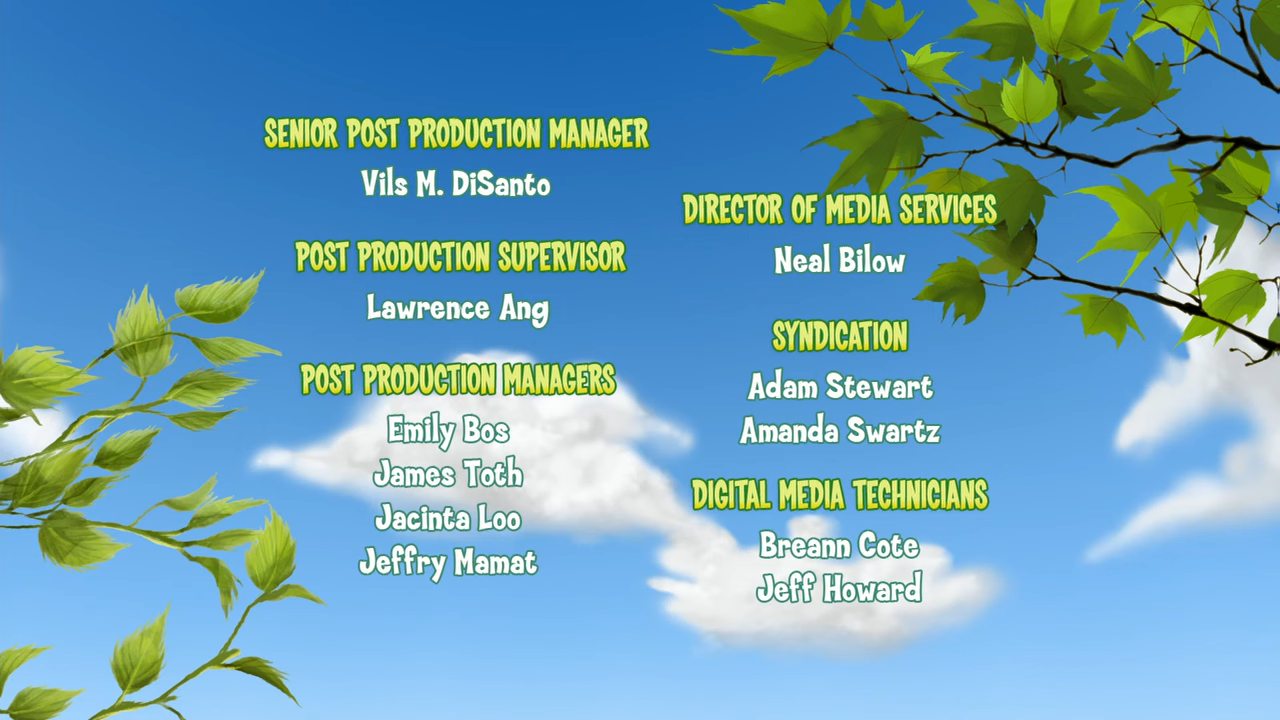 SENIOR POST PRODUCTION MANAGER
Vils M. DiSanto
POST PRODUCTION SUPERVISOR
Lawrence Ang
POST PRODUCTION MANAGERS
Emily Bos
James Toth
Jacinta Loo
Jeffry Mamat
DIRECTOR OF MEDIA SERVICES
Neal Bilow
SYNDICATION
Adam Stewart
Amanda Swartz
DIGITAL MEDIA TECHNICIANS
Breann Cote
Jeff Howard